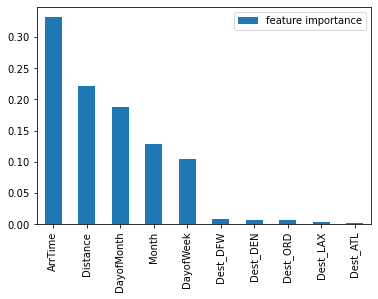 feature importance
0.30
0.25
0.20
0.15
0.10
0.05
0.00
ArrTime
Distance
DayofMonth
Month
DayofWeek
Dest_DFW
Dest_DEN
Dest_ORD
Dest_LAX
Dest_ATL